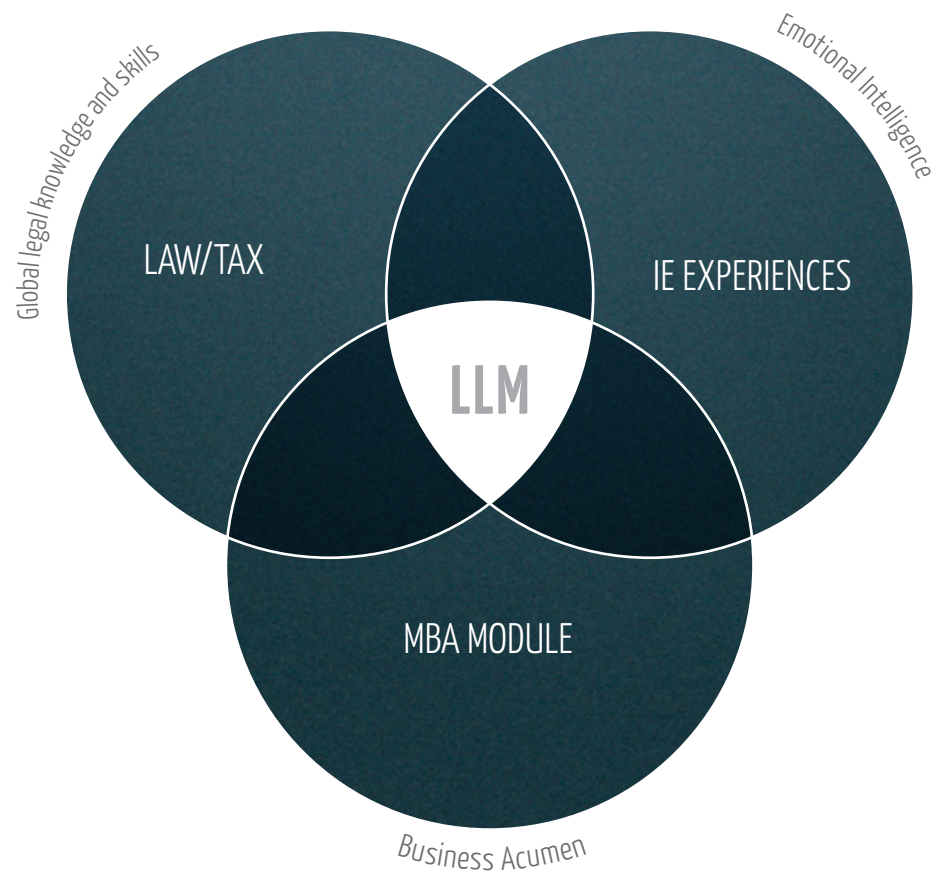 Global legal knowledge and skills
Emotional Intelligence
LAW/TAX
IE EXPERIENCES
LLM
MBA MODULE
Business Acumen